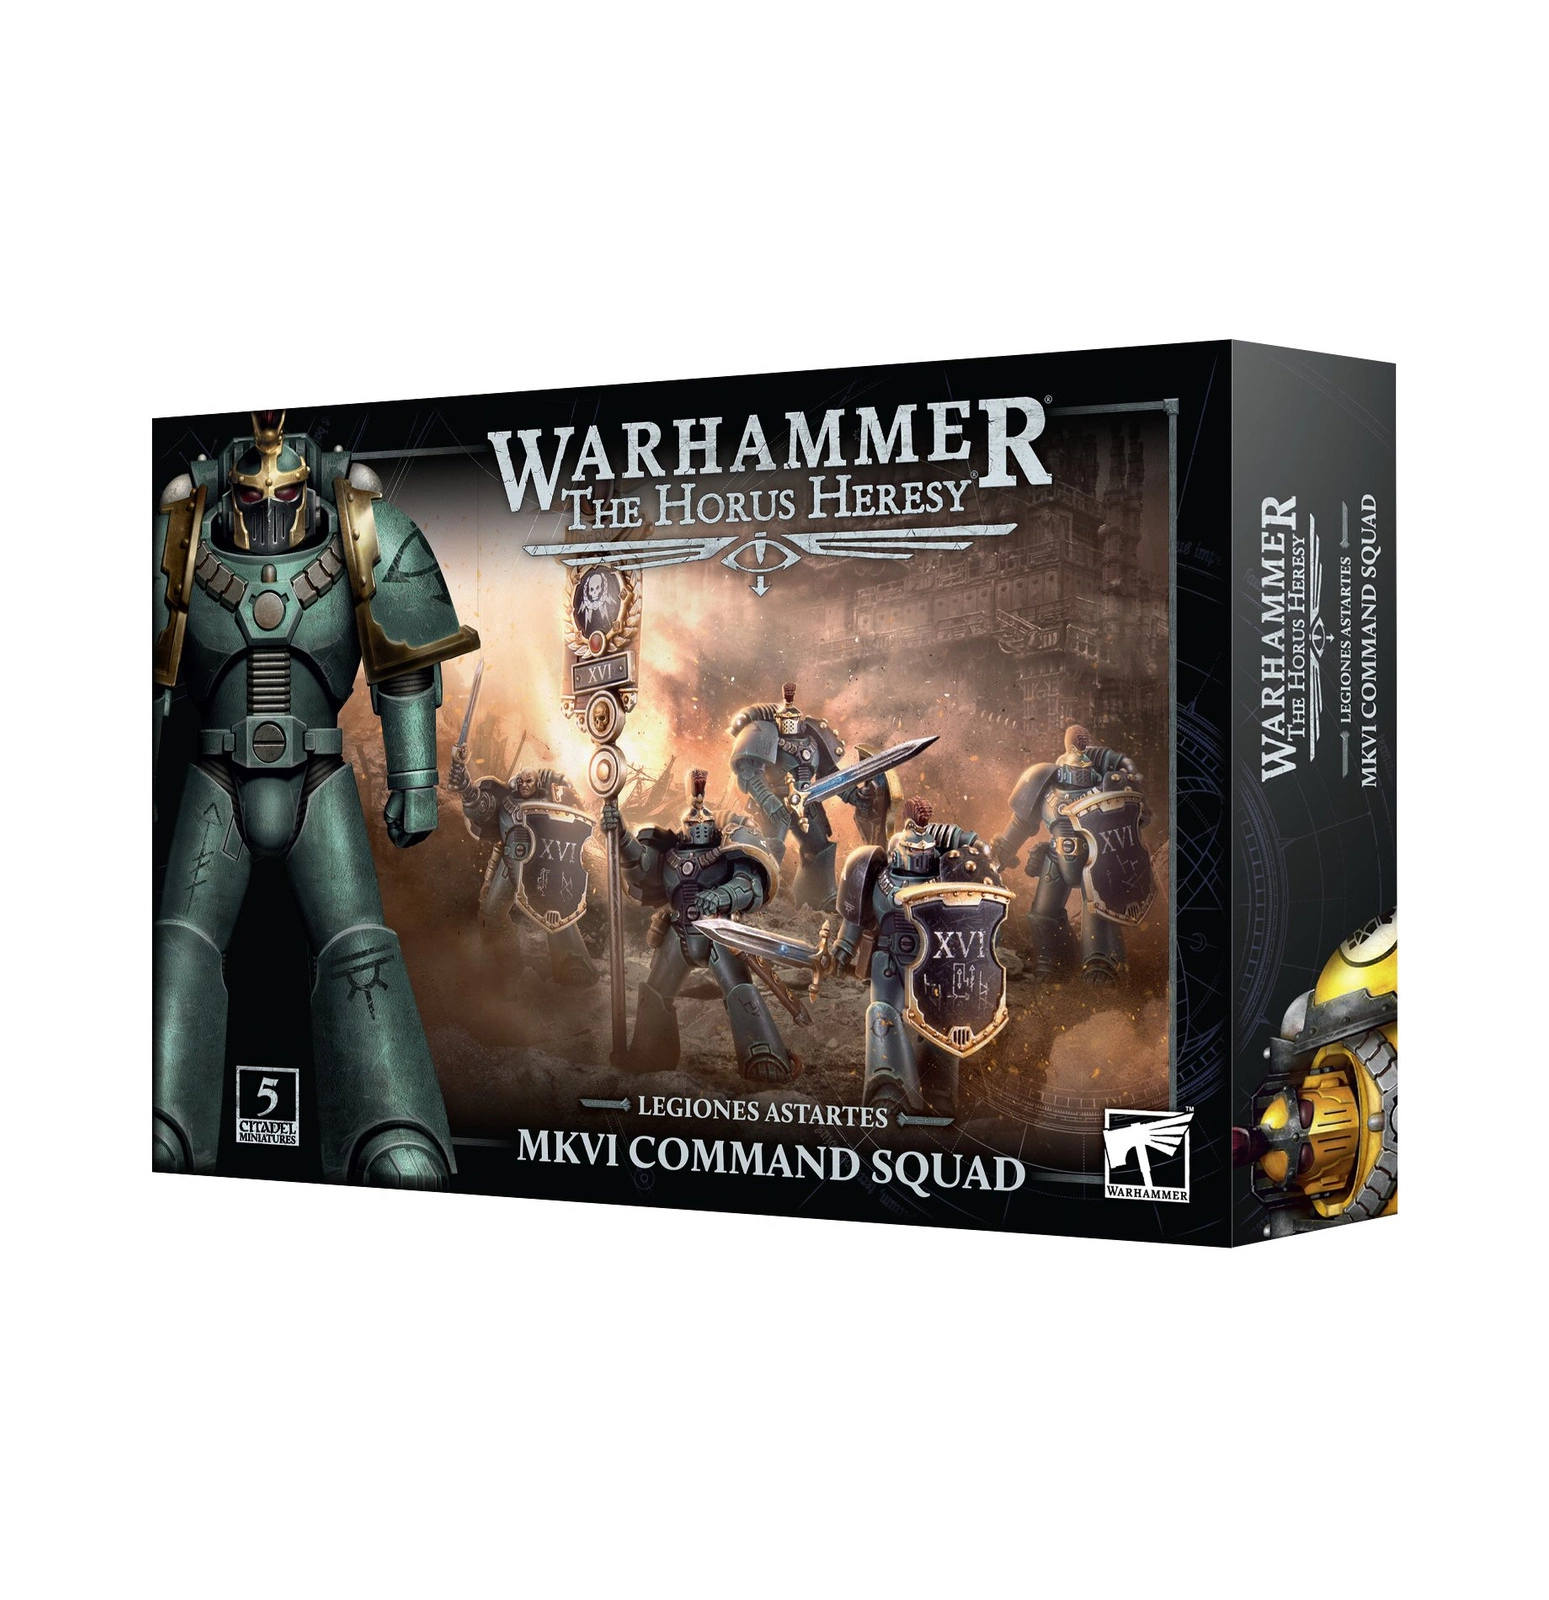 WARHAMMER®
THE HORUS HERESY®
XVI
XVI
XVI
XVI
5
CITADEL
MINIATURES
LEGIONES ASTARTES
MKVI COMMAND SQUAD
WARHAMMER™
WARHAMMER
THE HORUS HERESY
LEGIONES ASTARTES
MKVI COMMAND SQUAD